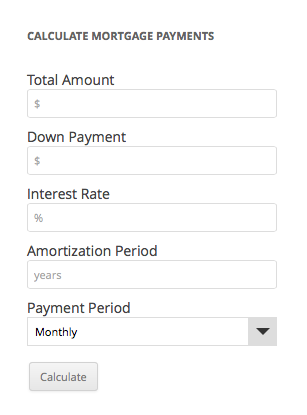 CALCULATE MORTGAGE PAYMENTS
Total Amount
$
Down Payment
$
Interest Rate
%
Amortization Period
years
Payment Period
Monthly
Calculate